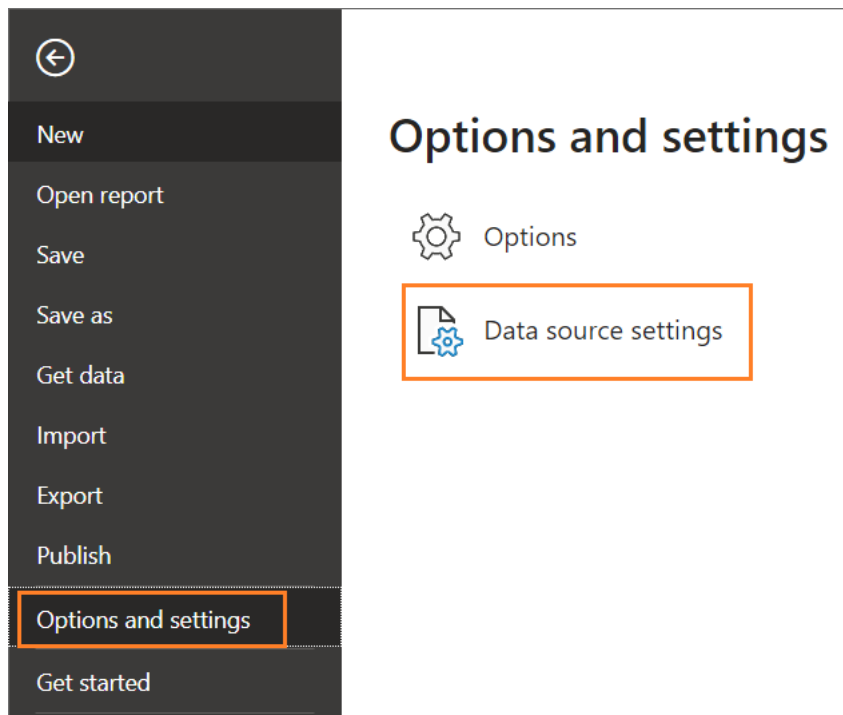 New
Open report
Save
Save as
Get data
Import
Export
Publish
Options and settings
Get started
Options and settings
Options
Data source settings